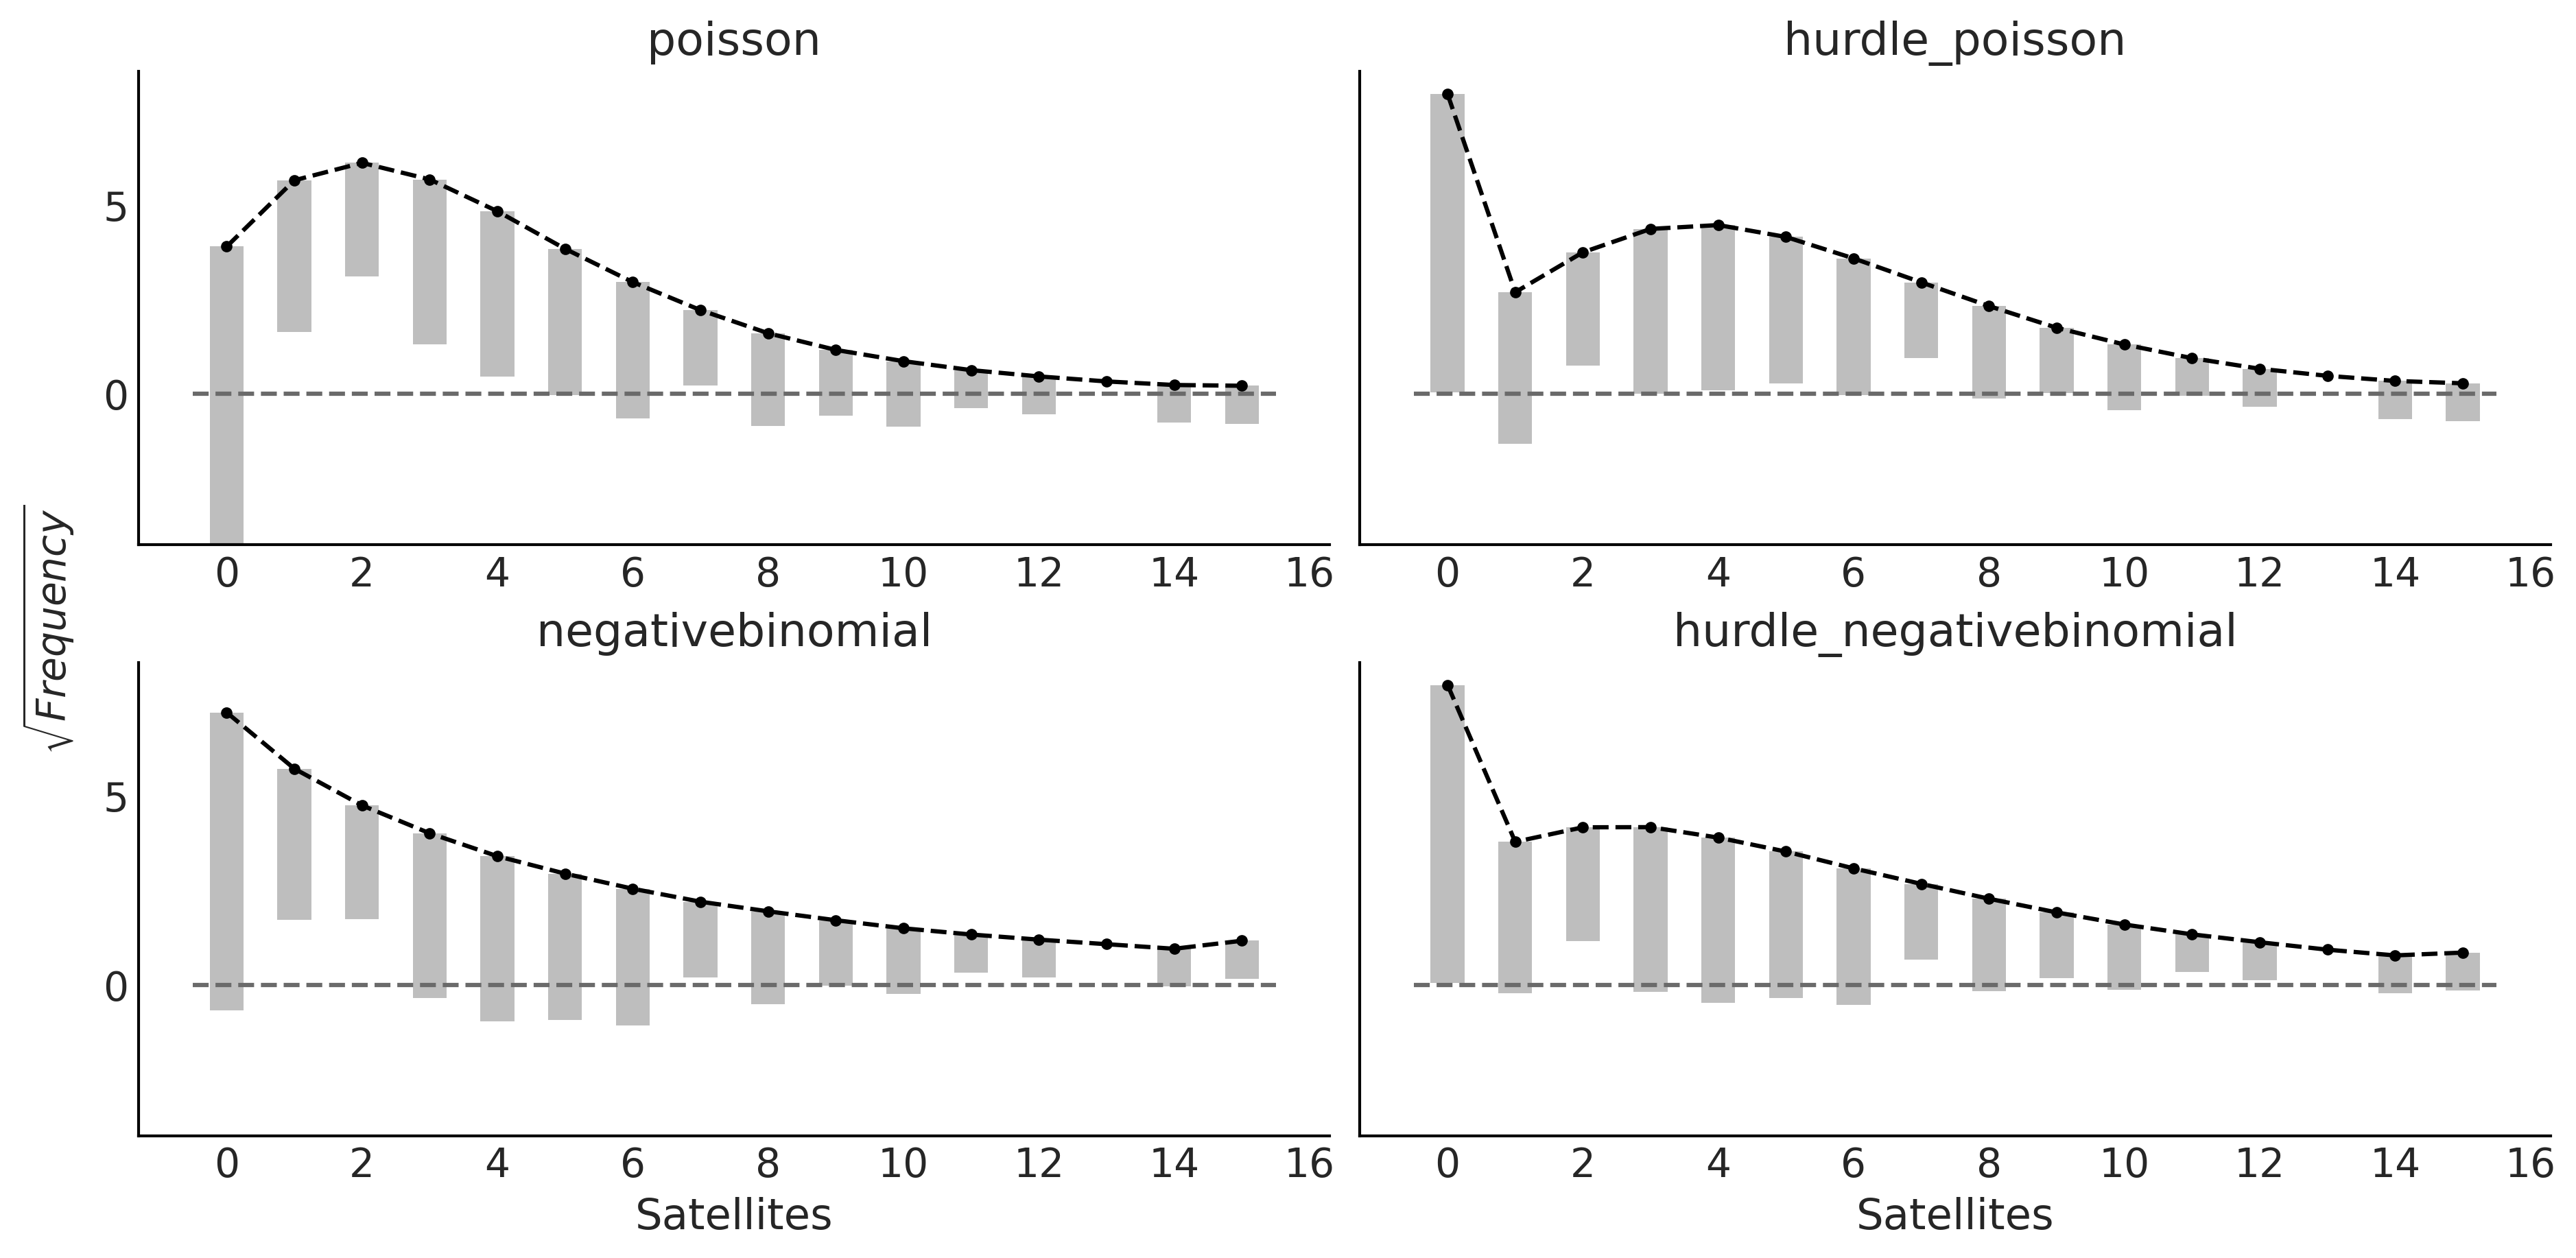 poisson
hurdle_poisson
5
0
0 2 4 6 8 10 12 14 16
0 2 4 6 8 10 12 14 16
√Frequency
negativebinomial
hurdle_negativebinomial
5
0
0 2 4 6 8 10 12 14 16
0 2 4 6 8 10 12 14 16
Satellites
Satellites